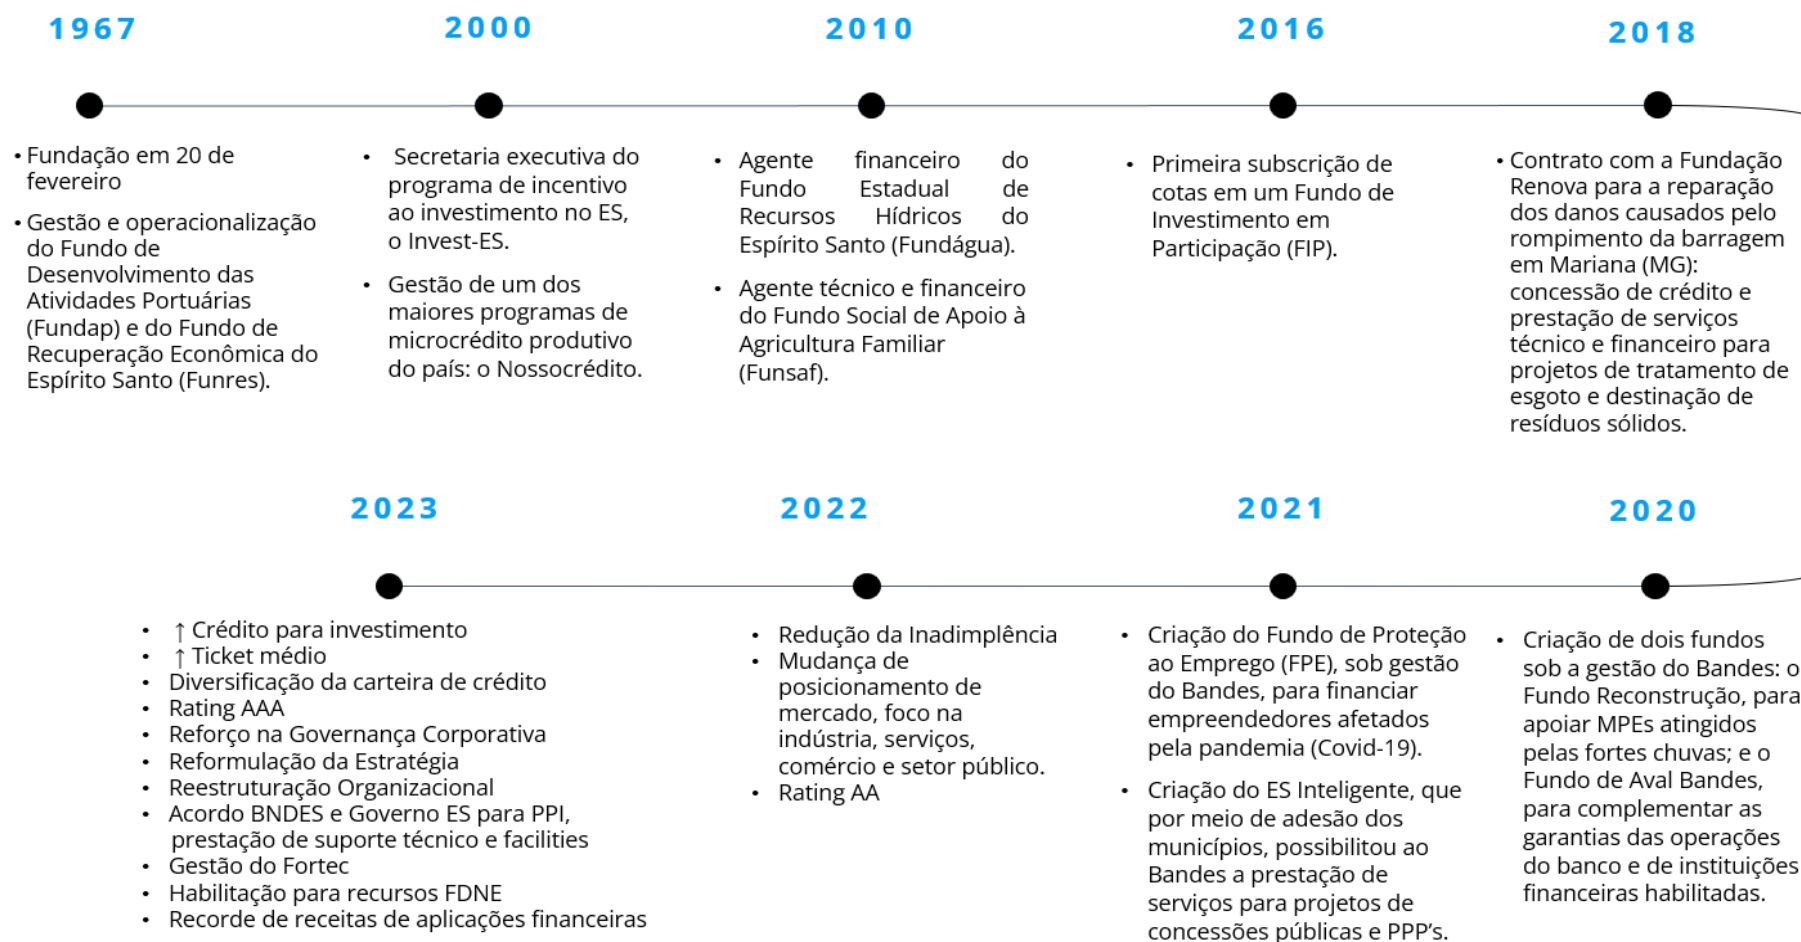 1967
• Fundação em 20 de
fevereiro
• Gestão e operacionalização
do Fundo de
Desenvolvimento das
Atividades Portuárias
(Fundap) e do Fundo de
Recuperação Econômica do
Espírito Santo (Funres).
2000
• Secretaria executiva do
programa de incentivo
ao investimento no ES,
o Invest-ES.
• Gestão de um dos
maiores programas de
microcrédito produtivo
do país: o Nossocrédito.
2010
• Agente financeiro do
Fundo Estadual de
Recursos Hídricos do
Espírito Santo (Fundágua).
• Agente técnico e financeiro
do Fundo Social de Apoio à
Agricultura Familiar
(Funsaf).
2016
• Primeira subscrição de
cotas em um Fundo de
Investimento em
Participação (FIP).
2018
• Contrato com a Fundação
Renova para a reparação
dos danos causados pelo
rompimento da barragem
em Mariana (MG):
concessão de crédito e
prestação de serviços
técnico e financeiro para
projetos de tratamento de
esgoto e destinação de
resíduos sólidos.
2020
• Criação de dois fundos
sob a gestão do Bandes: o
Fundo Reconstrução, para
apoiar MPEs atingidos
pelas fortes chuvas; e o
Fundo de Aval Bandes,
para complementar as
garantias das operações
do banco e de instituições
financeiras habilitadas.
2021
• Criação do Fundo de Proteção
ao Emprego (FPE), sob gestão
do Bandes, para financiar
empreendedores afetados
pela pandemia (Covid-19).
• Criação do ES Inteligente, que
por meio de adesão dos
municípios, possibilitou ao
Bandes a prestação de
serviços para projetos de
concessões públicas e PPP’s.
2022
• Redução da Inadimplência
• Mudança de
posicionamento de
mercado, foco na
indústria, serviços,
comércio e setor público.
• Rating AA
2023
• ↑ Crédito para investimento
• ↑ Ticket médio
• Diversificação da carteira de crédito
• Rating AAA
• Reforço na Governança Corporativa
• Reformulação da Estratégia
• Reestruturação Organizacional
• Acordo BNDES e Governo ES para PPI,
prestação de suporte técnico e facilities
• Gestão do Fortec
• Habilitação para recursos FDNE
• Recorde de receitas de aplicações financeiras